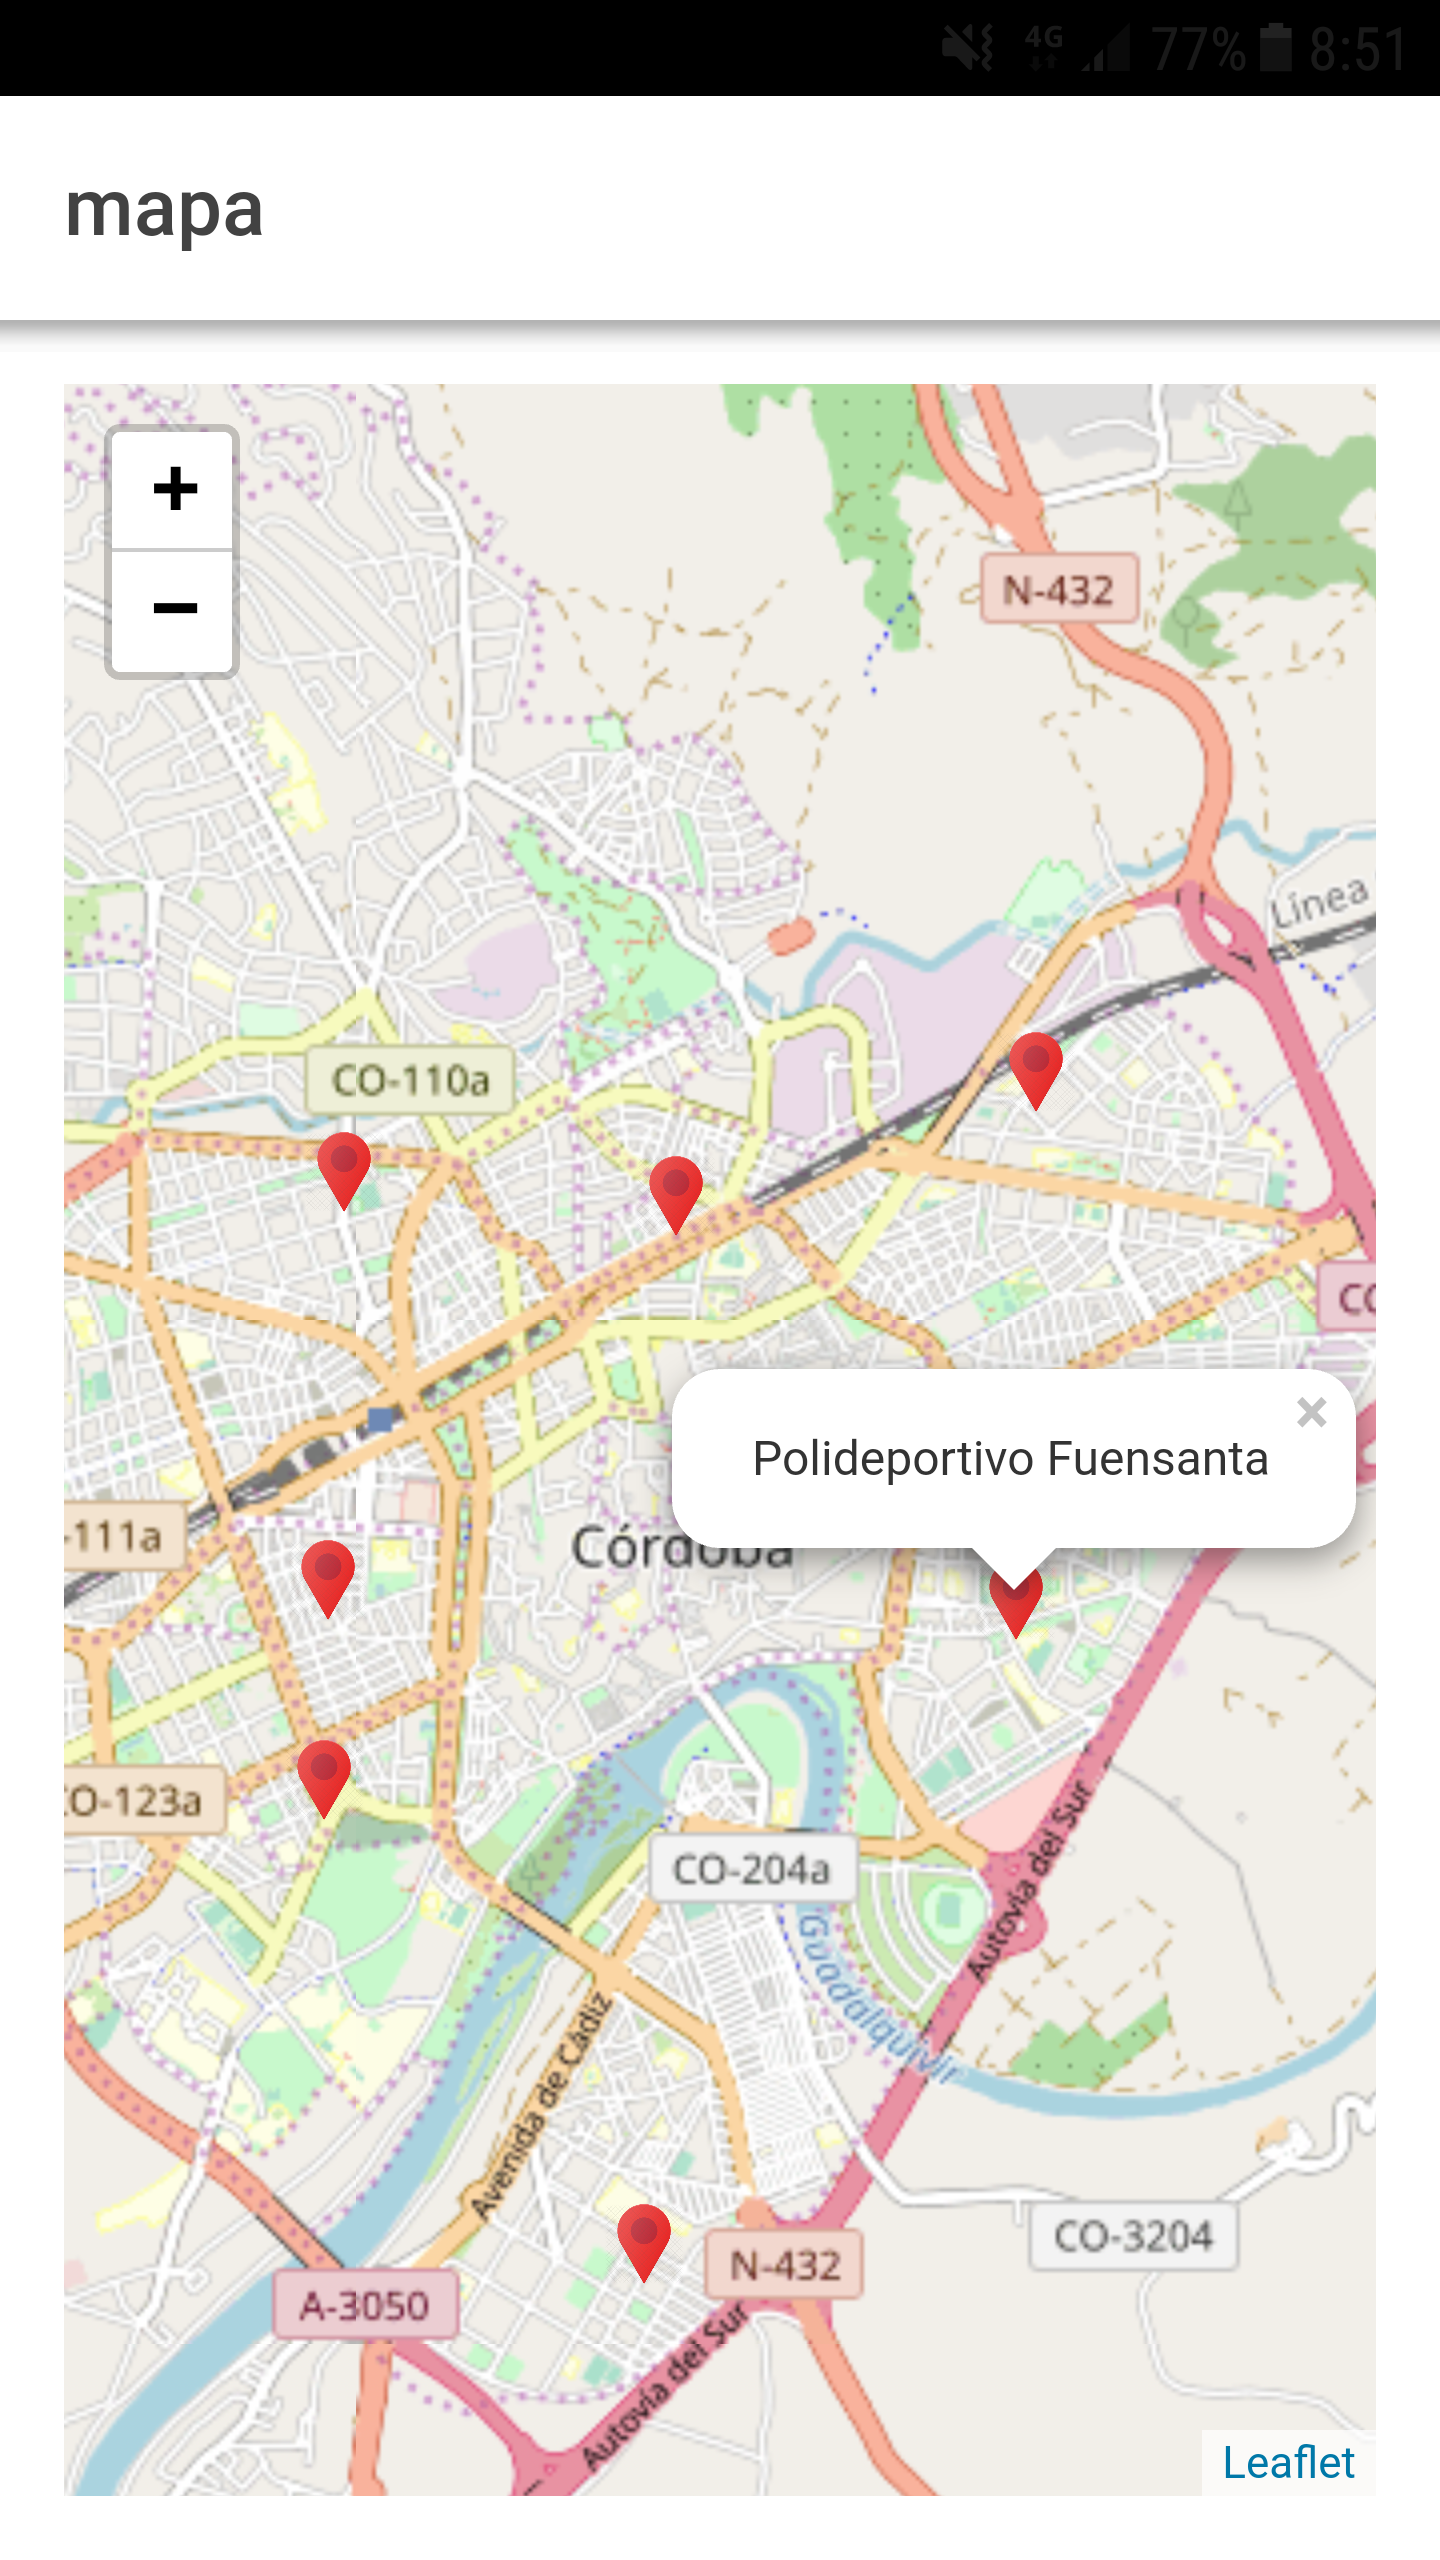 4G 77% 8:51
mapa
+
−
N-432
Línea
CO-110a
CO
Polideportivo Fuensanta ×
-111a
Córdoba
CO-123a
CO-204a
Autovía del Sur
Guadalquivir
Avenida de Cádiz
CO-3204
N-432
A-3050
Autovía del Sur
Leaflet